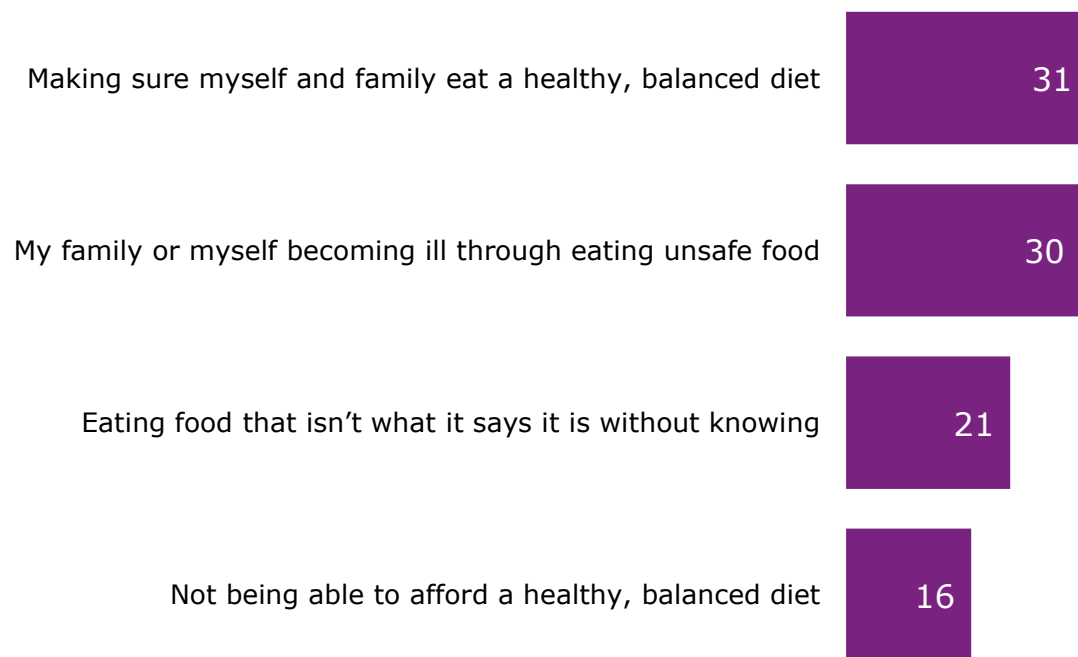 Making sure myself and family eat a healthy, balanced diet 31
My family or myself becoming ill through eating unsafe food 30
Eating food that isn’t what it says it is without knowing 21
Not being able to afford a healthy, balanced diet 16